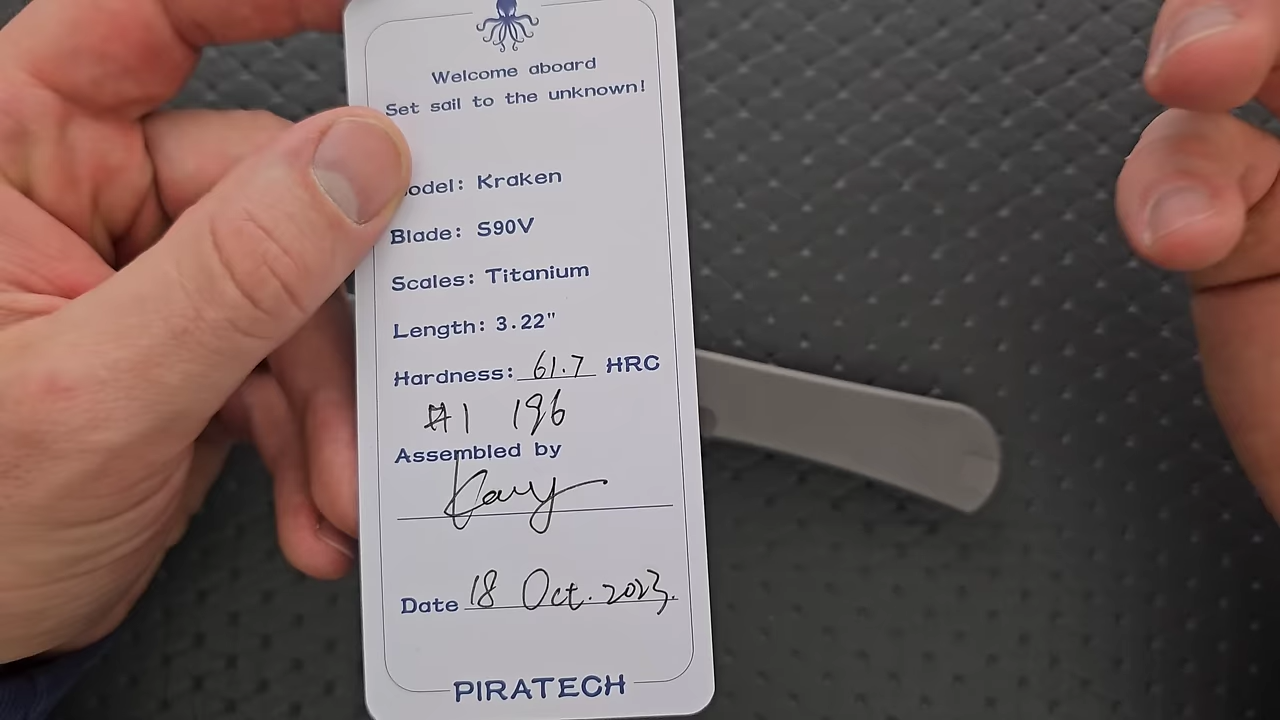 Welcome aboard
Set sail to the unknown!
Model: Kraken
Blade: S90V
Scales: Titanium
Length: 3.22"
Hardness: 61.7 HRC
#1 196
Assembled by
Date 18 Oct. 2023.
PIRATECH